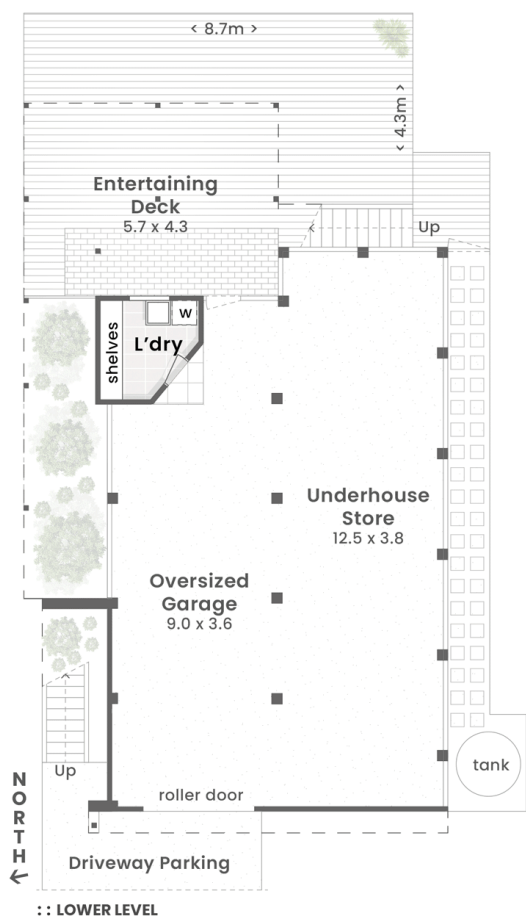 < 8.7m >
< 4.3m >
Entertaining
Deck
5.7 x 4.3
Up
W
shelves
L'dry
Underhouse
Store
12.5 x 3.8
Oversized
Garage
9.0 x 3.6
Up
tank
roller door
NORTH
Driveway Parking
:: LOWER LEVEL